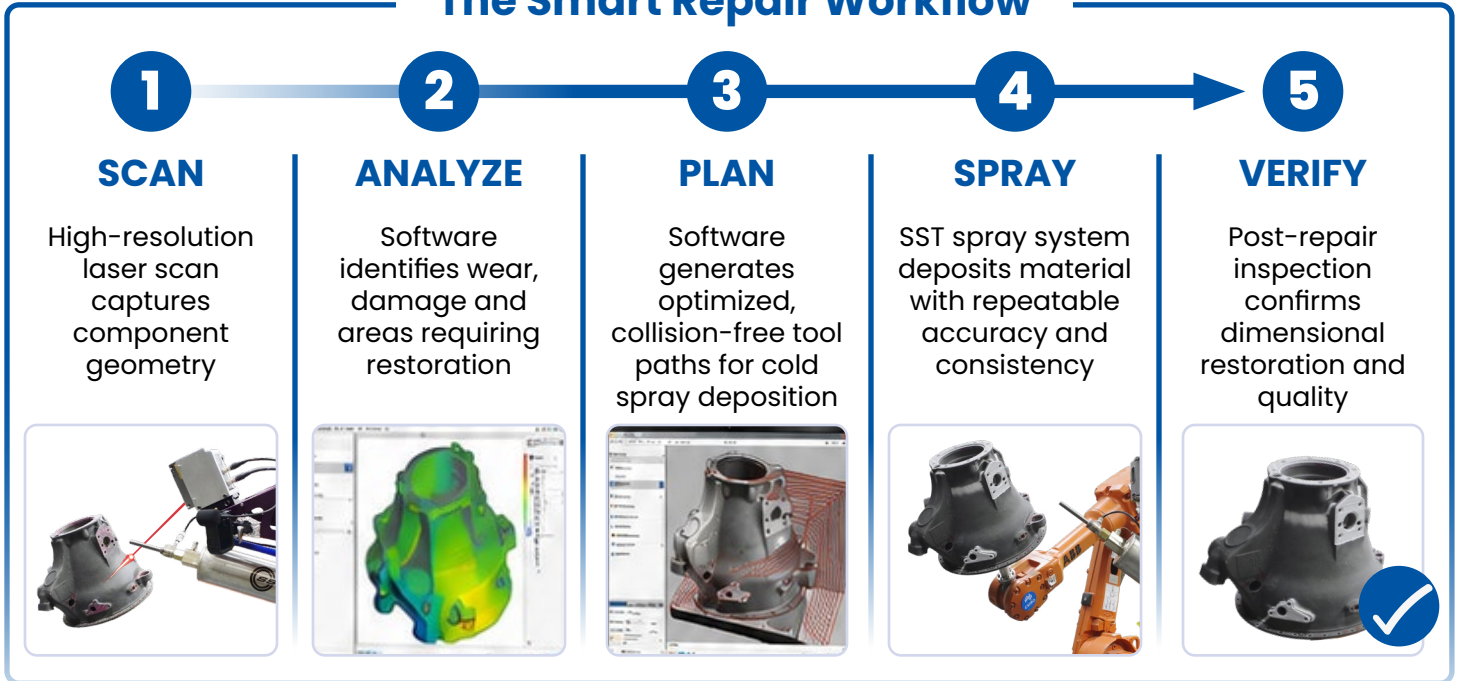 The Smart Repair Workflow
1
2
3
4
5
SCAN
High-resolution
laser scan
captures
component
geometry
ANALYZE
Software
identifies wear,
damage and
areas requiring
restoration
PLAN
Software
generates
optimized,
collision-free tool
paths for cold
spray deposition
SPRAY
SST spray system
deposits material
with repeatable
accuracy and
consistency
VERIFY
Post-repair
inspection
confirms
dimensional
restoration and
quality
ABB